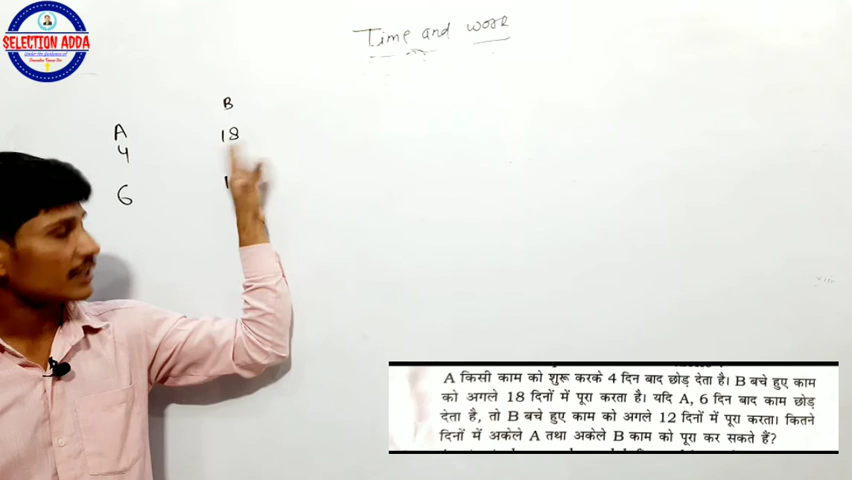 SELECTION ADDA
Time and work
B
A
18
4
6
A किसी काम को शुरू करके 4 दिन बाद छोड़ देता है। B बचे हुए काम
को अगले 18 दिनों में पूरा करता है। यदि A, 6 दिन बाद काम छोड़
देता है, तो B बचे हुए काम को अगले 12 दिनों में पूरा करता। कितने
दिनों में अकेले A तथा अकेले B काम को पूरा कर सकते हैं?